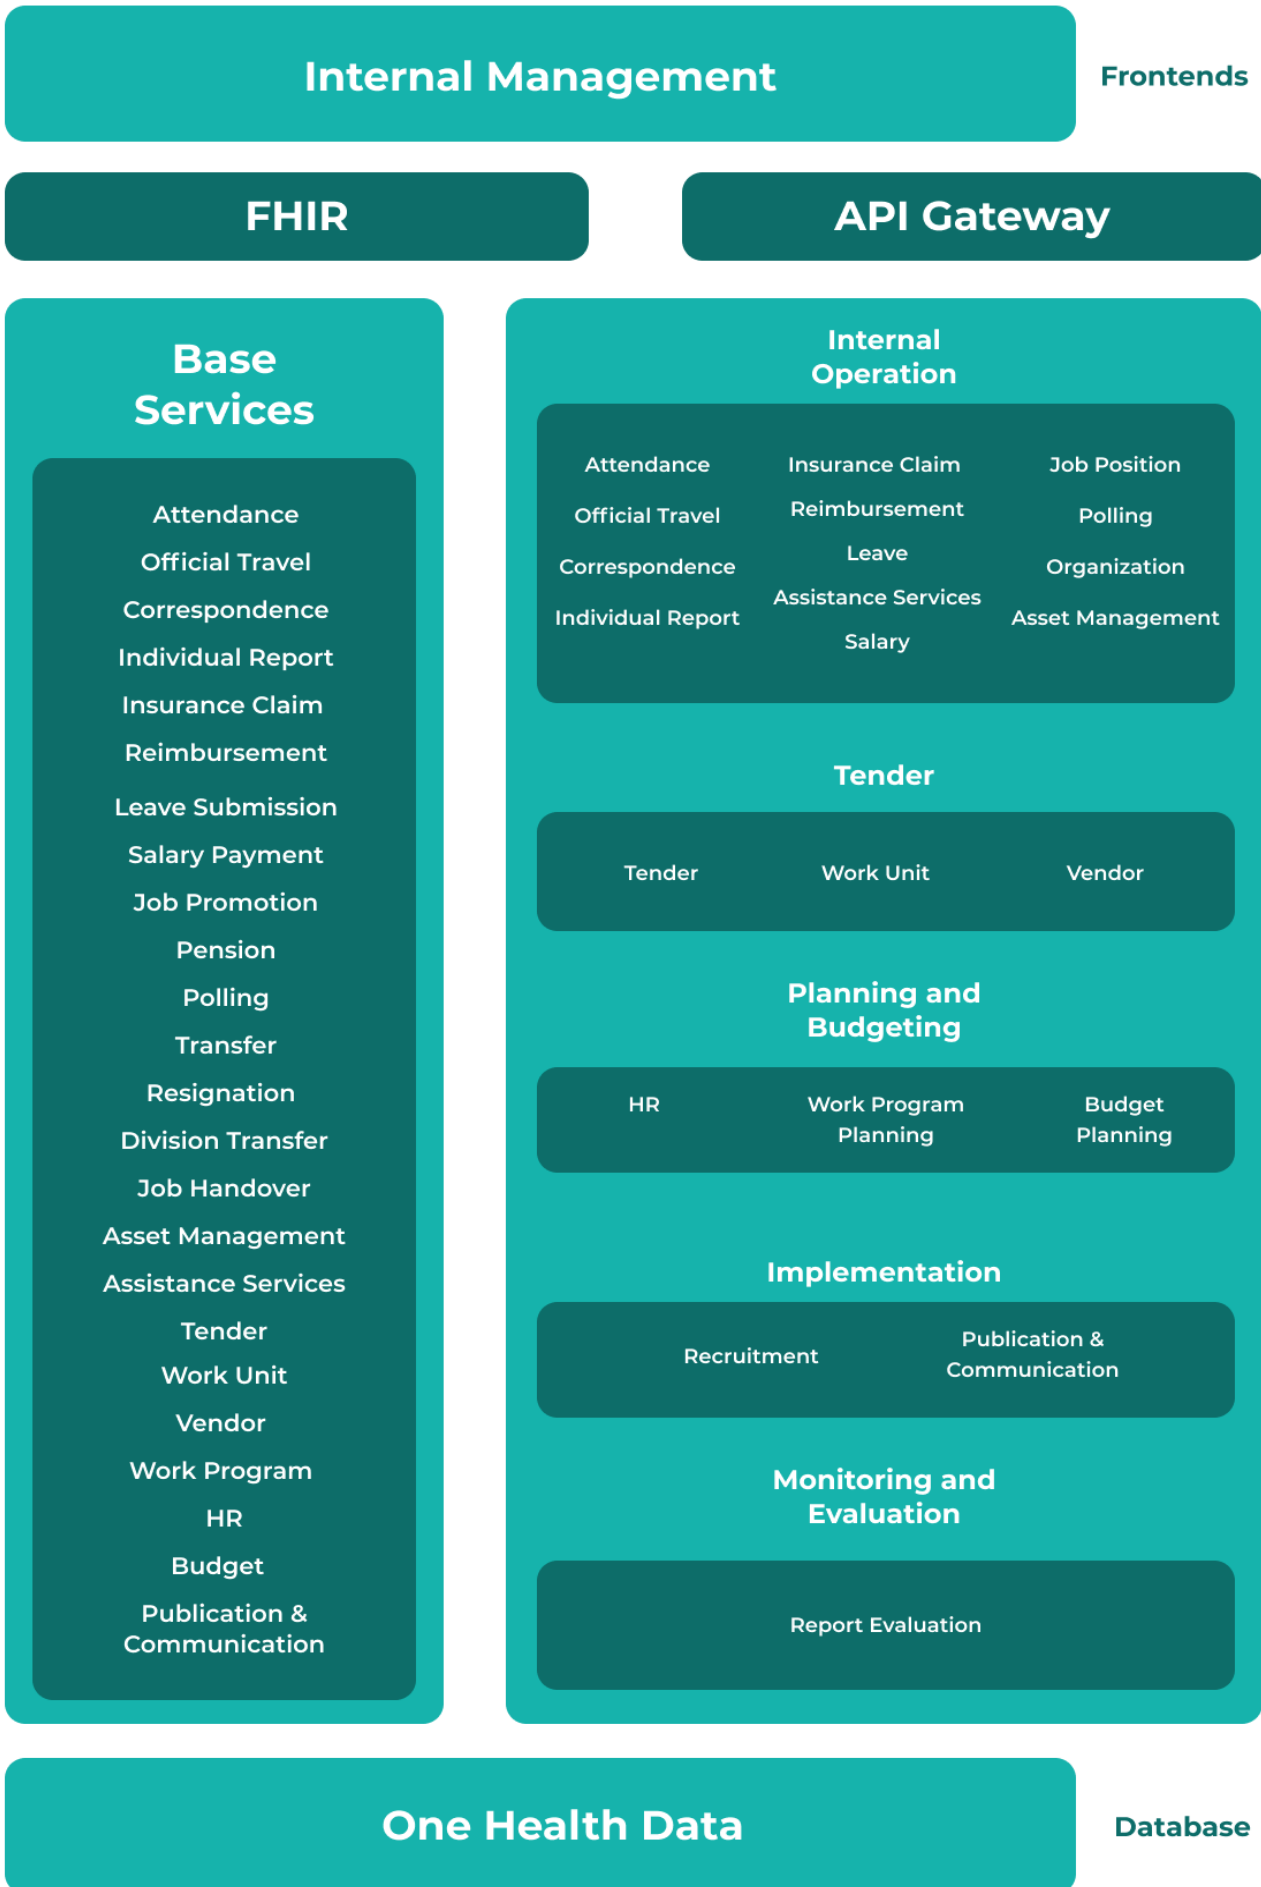 Internal Management
Frontends
FHIR
API Gateway
Base
Services
Attendance
Official Travel
Correspondence
Individual Report
Insurance Claim
Reimbursement
Leave Submission
Salary Payment
Job Promotion
Pension
Polling
Transfer
Resignation
Division Transfer
Job Handover
Asset Management
Assistance Services
Tender
Work Unit
Vendor
Work Program
HR
Budget
Publication &
Communication
Internal
Operation
Attendance
Official Travel
Correspondence
Individual Report
Insurance Claim
Reimbursement
Leave
Assistance Services
Salary
Job Position
Polling
Organization
Asset Management
Tender
Tender
Work Unit
Vendor
Planning and
Budgeting
HR
Work Program
Planning
Budget
Planning
Implementation
Recruitment
Publication &
Communication
Monitoring and
Evaluation
Report Evaluation
One Health Data
Database